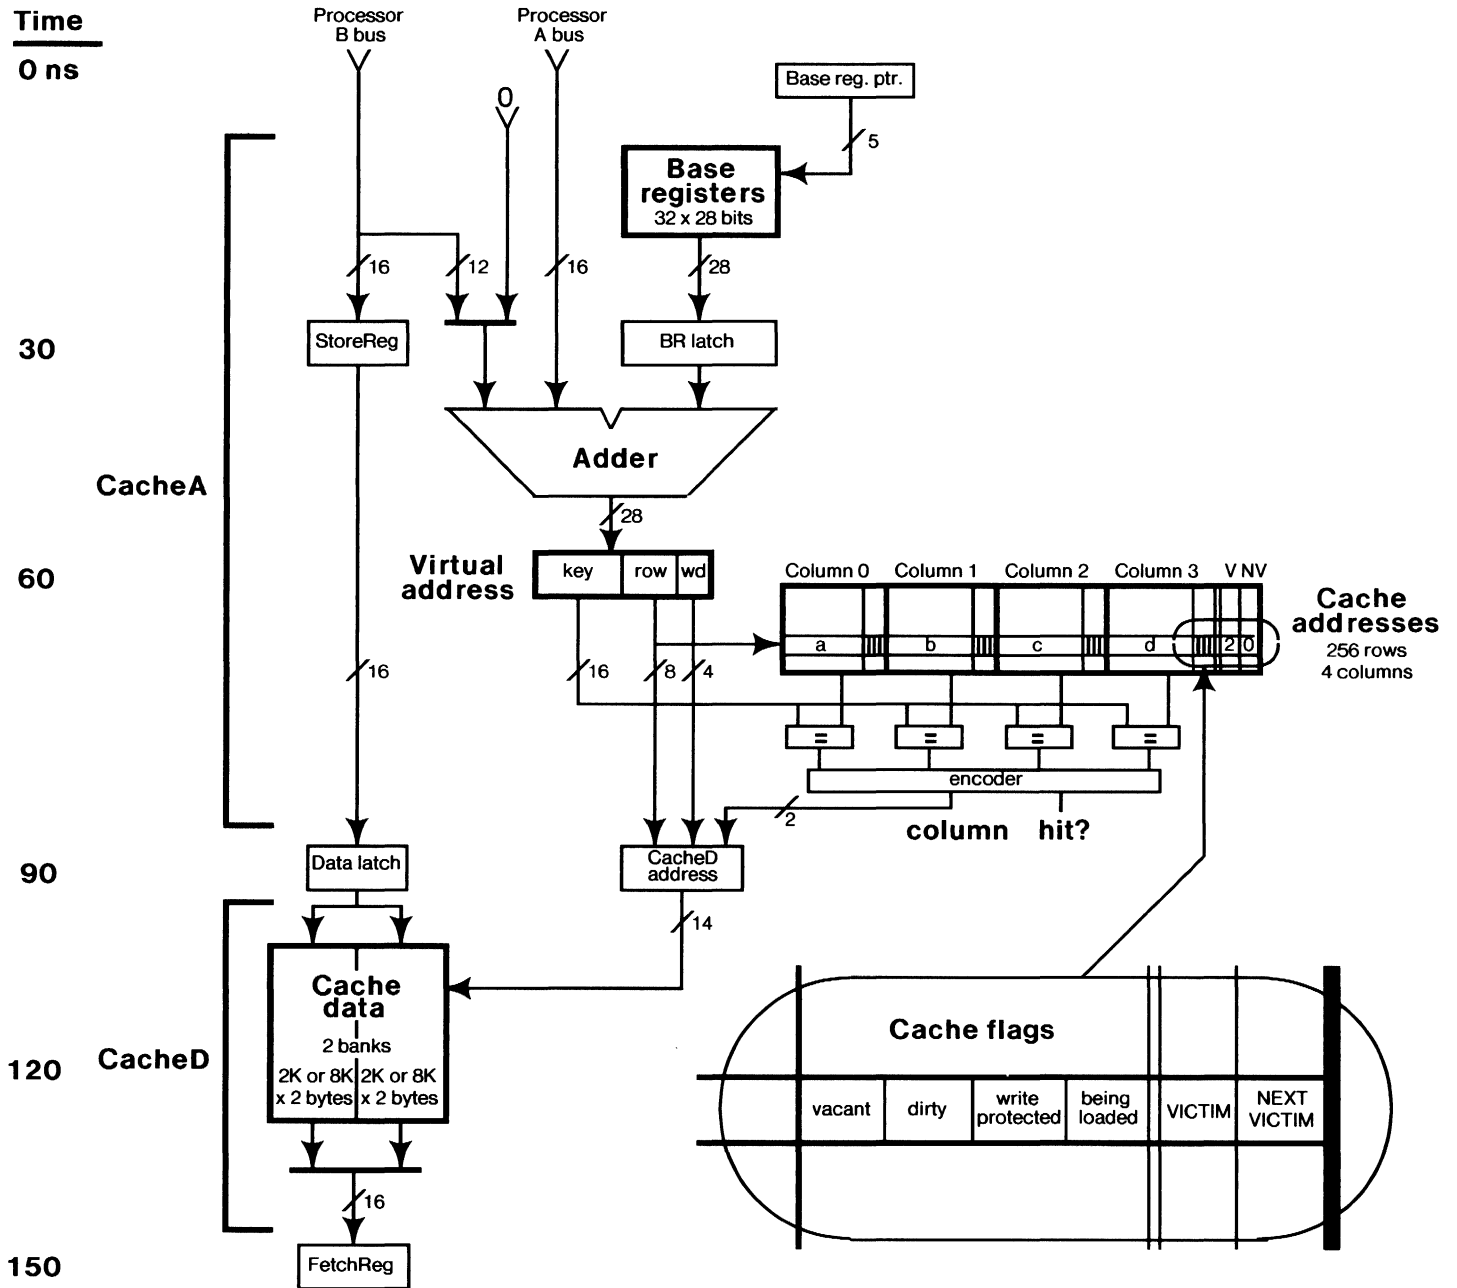 Time
0 ns
Processor
B bus
Processor
A bus
0
Base reg. ptr.
5
Base
registers
32 x 28 bits
16
12
16
28
30
StoreReg
BR latch
Adder
CacheA
28
60
Virtual
address
key
row
wd
Column 0
Column 1
Column 2
Column 3
V NV
a
b
c
d
2
0
Cache
addresses
256 rows
4 columns
16
16
8
4
=
=
=
=
encoder
2
column
hit?
90
Data latch
CacheD
address
14
Cache
data
2 banks
2K or 8K
x 2 bytes
2K or 8K
x 2 bytes
CacheD
120
Cache flags
vacant
dirty
write
protected
being
loaded
VICTIM
NEXT
VICTIM
16
150
FetchReg